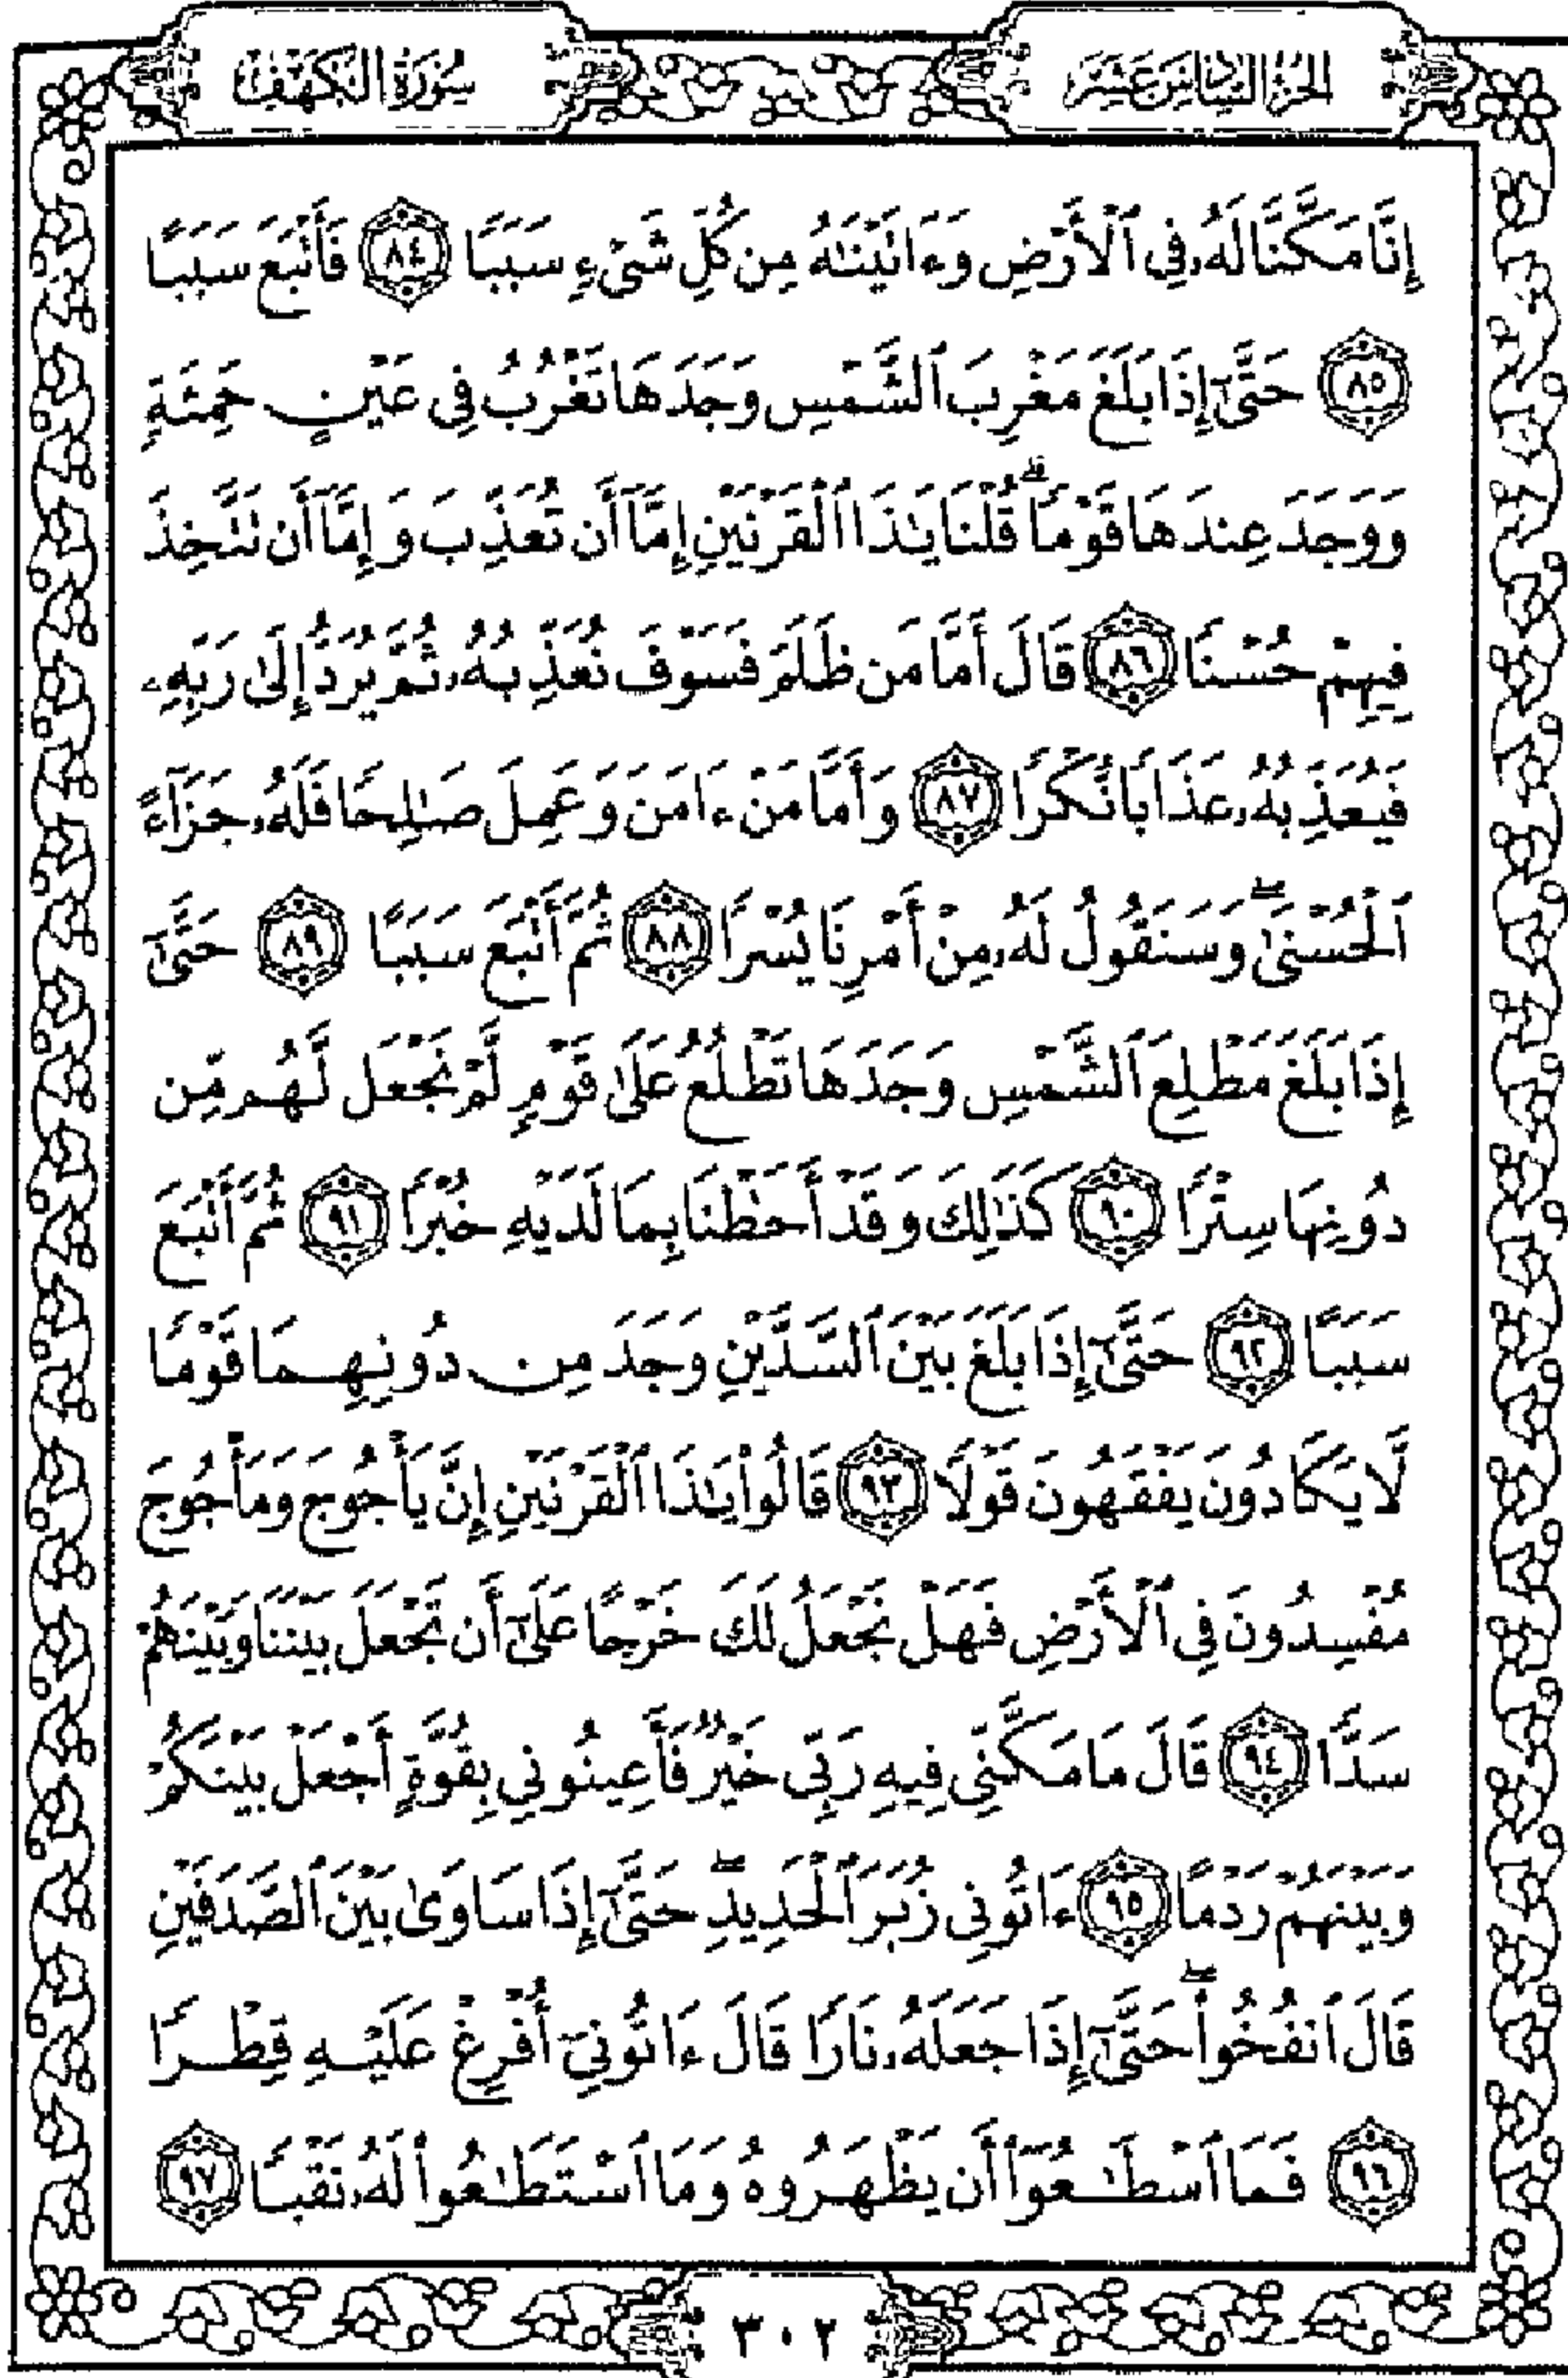 الجزء السادس عشر
سورة الكهف
إِنَّا مَكَّنَّا لَهُۥ فِي ٱلْأَرْضِ وَءَاتَيْنَٰهُ مِن كُلِّ شَىْءٍ سَبَبًا ٨٤ فَأَتْبَعَ سَبَبًا
٨٥ حَتَّىٰٓ إِذَا بَلَغَ مَغْرِبَ ٱلشَّمْسِ وَجَدَهَا تَغْرُبُ فِي عَيْنٍ حَمِئَةٍ
وَوَجَدَ عِندَهَا قَوْمًا ۗ قُلْنَا يَٰذَا ٱلْقَرْنَيْنِ إِمَّآ أَن تُعَذِّبَ وَإِمَّآ أَن تَتَّخِذَ
فِيهِمْ حُسْنًا ٨٦ قَالَ أَمَّا مَن ظَلَمَ فَسَوْفَ نُعَذِّبُهُۥ ثُمَّ يُرَدُّ إِلَىٰ رَبِّهِۦ
فَيُعَذِّبُهُۥ عَذَابًا نُّكْرًا ٨٧ وَأَمَّا مَنْ ءَامَنَ وَعَمِلَ صَٰلِحًا فَلَهُۥ جَزَآءً
ٱلْحُسْنَىٰ ۖ وَسَنَقُولُ لَهُۥ مِنْ أَمْرِنَا يُسْرًا ٨٨ ثُمَّ أَتْبَعَ سَبَبًا ٨٩ حَتَّىٰٓ
إِذَا بَلَغَ مَطْلِعَ ٱلشَّمْسِ وَجَدَهَا تَطْلُعُ عَلَىٰ قَوْمٍ لَّمْ نَجْعَل لَّهُم مِّن
دُونِهَا سِتْرًا ٩٠ كَذَٰلِكَ وَقَدْ أَحَطْنَا بِمَا لَدَيْهِ خُبْرًا ٩١ ثُمَّ أَتْبَعَ
سَبَبًا ٩٢ حَتَّىٰٓ إِذَا بَلَغَ بَيْنَ ٱلسَّدَّيْنِ وَجَدَ مِن دُونِهِمَا قَوْمًا
لَّا يَكَادُونَ يَفْقَهُونَ قَوْلًا ٩٣ قَالُوا۟ يَٰذَا ٱلْقَرْنَيْنِ إِنَّ يَأْجُوجَ وَمَأْجُوجَ
مُفْسِدُونَ فِي ٱلْأَرْضِ فَهَلْ نَجْعَلُ لَكَ خَرْجًا عَلَىٰٓ أَن تَجْعَلَ بَيْنَنَا وَبَيْنَهُمْ
سَدًّا ٩٤ قَالَ مَا مَكَّنِّى فِيهِ رَبِّى خَيْرٌ فَأَعِينُونِي بِقُوَّةٍ أَجْعَلْ بَيْنَكُمْ
وَبَيْنَهُمْ رَدْمًا ٩٥ ءَاتُونِى زُبَرَ ٱلْحَدِيدِ ۖ حَتَّىٰٓ إِذَا سَاوَىٰ بَيْنَ ٱلصَّدَفَيْنِ
قَالَ ٱنفُخُوا۟ ۖ حَتَّىٰٓ إِذَا جَعَلَهُۥ نَارًا قَالَ ءَاتُونِىٓ أُفْرِغْ عَلَيْهِ قِطْرًا
٩٦ فَمَا ٱسْطَٰعُوٓا۟ أَن يَظْهَرُوهُ وَمَا ٱسْتَطَٰعُوا۟ لَهُۥ نَقْبًا ٩٧
٣٠٢